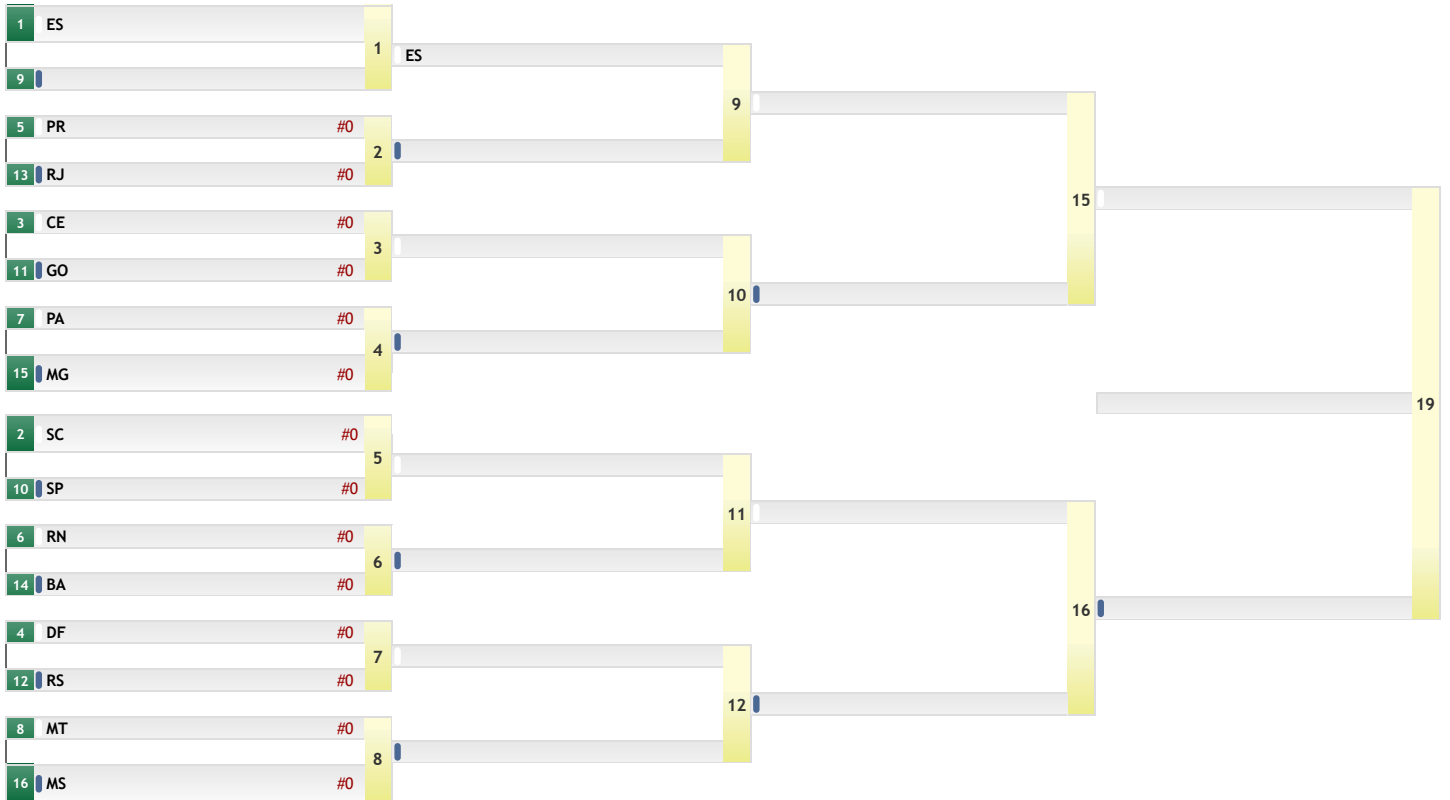 1 ES
1
ES
9
9
5 PR #0
2
13 RJ #0
15
3 CE #0
3
11 GO #0
10
7 PA #0
4
15 MG #0
19
2 SC #0
5
10 SP #0
11
6 RN #0
6
14 BA #0
16
4 DF #0
7
12 RS #0
12
8 MT #0
8
16 MS #0